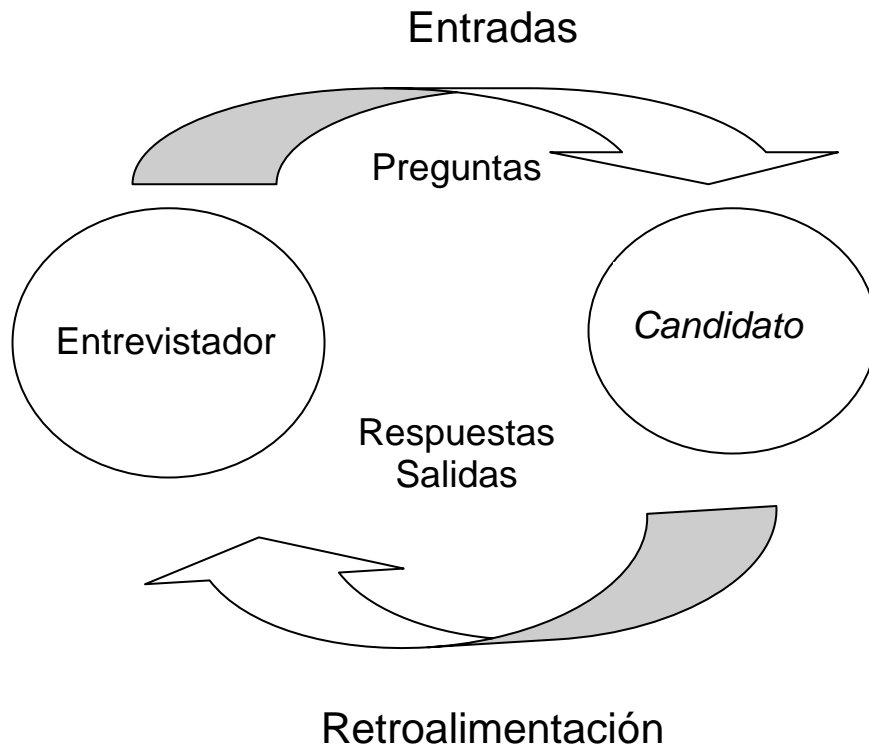 Entradas
Preguntas
Entrevistador
Candidato
Respuestas
Salidas
Retroalimentación